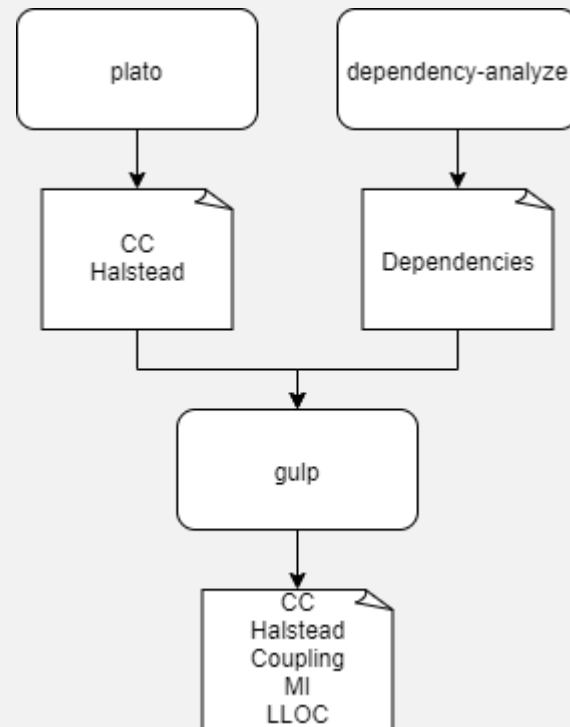 plato
dependency-analyze
CC
Halstead
Dependencies
gulp
CC
Halstead
Coupling
MI
LLOC